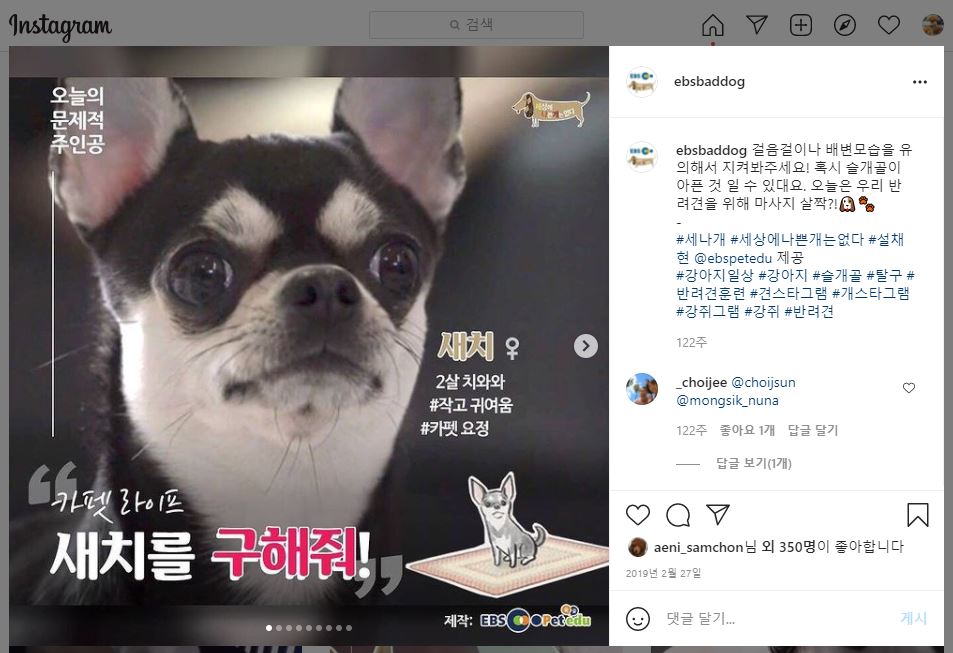 Instagram
검색
오늘의
문제적
주인공
세상에
나쁜개는없다
새치 ♀
2살 치와와
#작고 귀여움
#카펫 요정
“카펫 라이프
새치를 구해줘!”
제작: EBS Petedu
ebsbaddog
ebsbaddog 걸음걸이나 배변모습을 유
의해서 지켜봐주세요! 혹시 슬개골이
아픈 것 일 수 있대요. 오늘은 우리 반
려견을 위해 마사지 살짝?!🐶🐾
-
#세나개 #세상에나쁜개는없다 #설채
현 @ebspetedu 제공
#강아지일상 #강아지 #슬개골 #탈구 #
반려견훈련 #견스타그램 #개스타그램
#강쥐그램 #강쥐 #반려견
122주
_choijee @choijsun
@mongsik_nuna
122주 좋아요 1개 답글 달기
답글 보기(1개)
aeni_samchon님 외 350명이 좋아합니다
2019년 2월 27일
댓글 달기...
게시